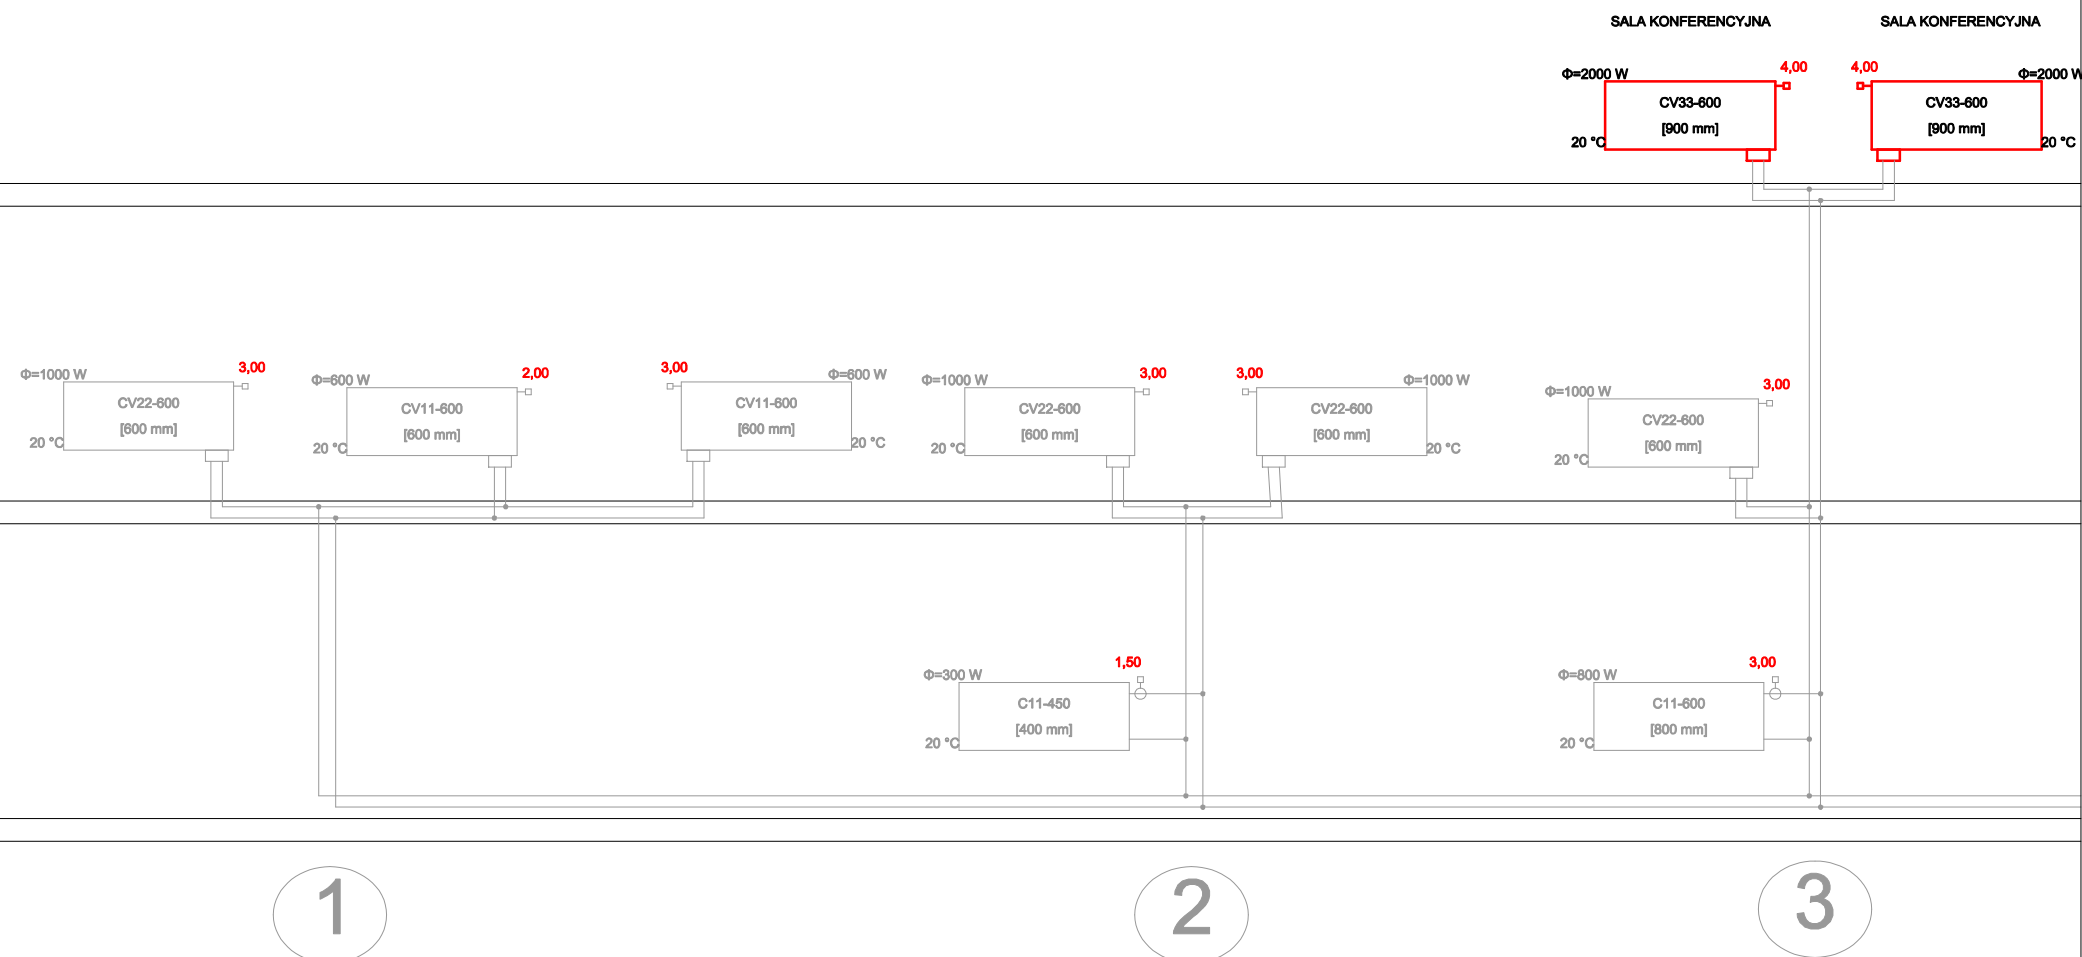 SALA KONFERENCYJNA
SALA KONFERENCYJNA
Φ=2000 W
4,00
CV33-600
[900 mm]
20 °C
4,00
Φ=2000 W
CV33-600
[900 mm]
20 °C
Φ=1000 W
3,00
CV22-600
[600 mm]
20 °C
Φ=600 W
2,00
CV11-600
[600 mm]
20 °C
3,00
Φ=600 W
CV11-600
[600 mm]
20 °C
Φ=1000 W
3,00
CV22-600
[600 mm]
20 °C
3,00
Φ=1000 W
CV22-600
[600 mm]
20 °C
Φ=1000 W
3,00
CV22-600
[600 mm]
20 °C
Φ=300 W
1,50
C11-450
[400 mm]
20 °C
Φ=800 W
3,00
C11-600
[800 mm]
20 °C
1
2
3